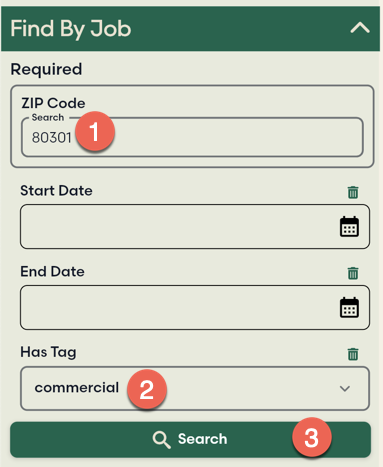 Find By Job
Required
ZIP Code
Search
80301
1
Start Date
End Date
Has Tag
commercial
2
Search
3